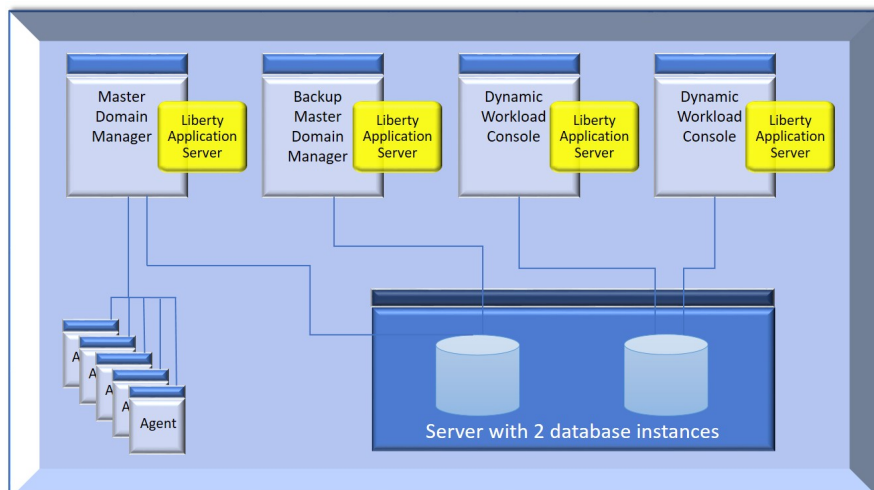 Master
Domain
Manager
Liberty
Application
Server
Backup
Master
Domain
Manager
Liberty
Application
Server
Dynamic
Workload
Console
Liberty
Application
Server
Dynamic
Workload
Console
Liberty
Application
Server
A
A
A
A
Agent
Server with 2 database instances